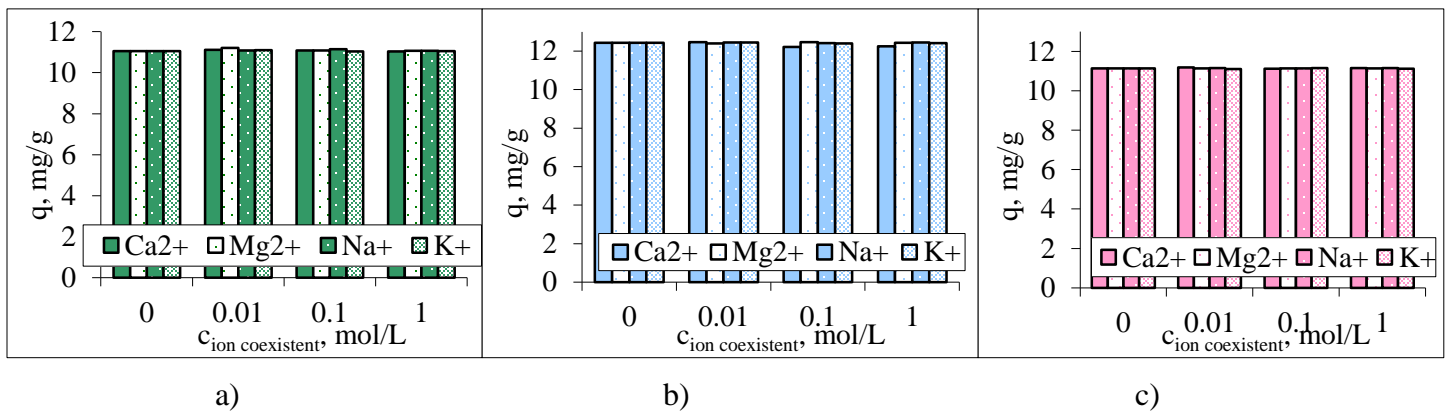 12
10
8
6
4
2
0
q, mg/g
Ca2+ Mg2+ Na+ K+
0 0.01 0.1 1
c_ion coexistent, mol/L
a)
12
10
8
6
4
2
0
q, mg/g
Ca2+ Mg2+ Na+ K+
0 0.01 0.1 1
c_ion coexistent, mol/L
b)
12
10
8
6
4
2
0
q, mg/g
Ca2+ Mg2+ Na+ K+
0 0.01 0.1 1
c_ion coexistent, mol/L
c)